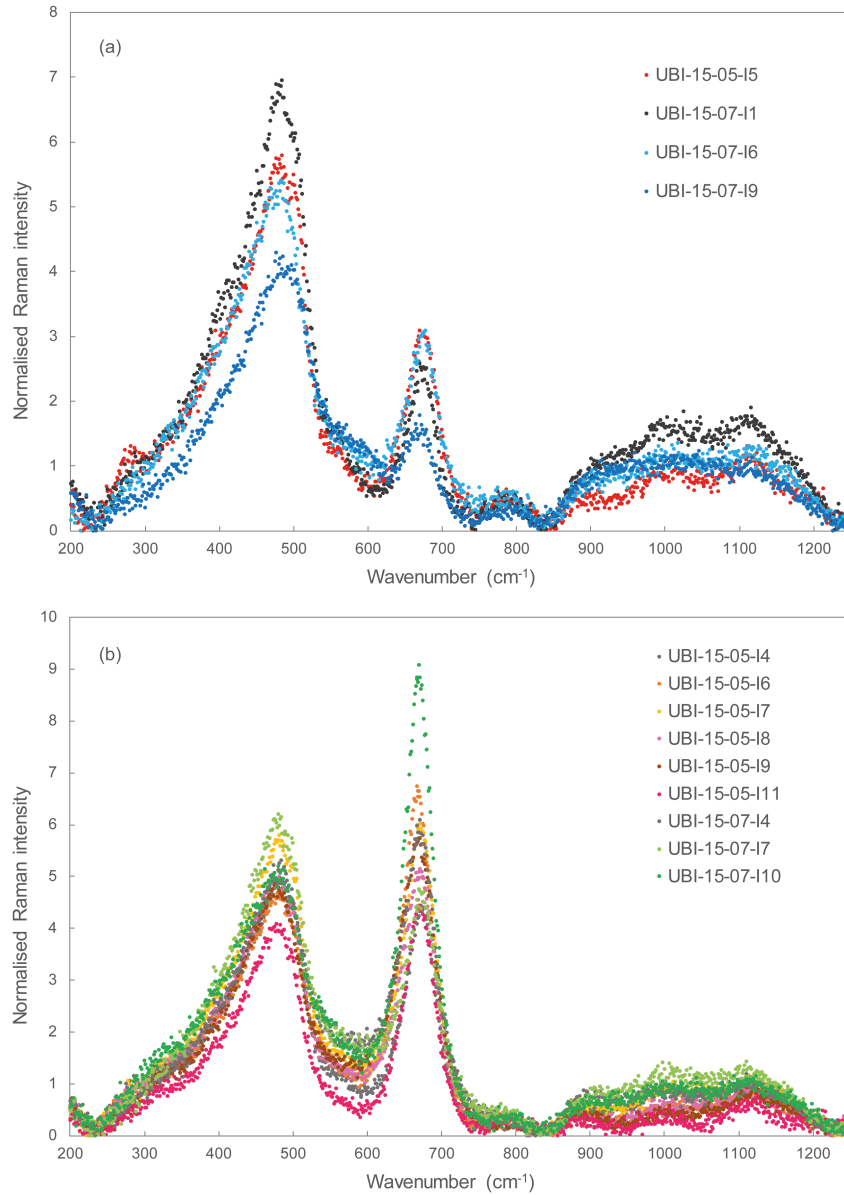 8
(a)
7
UBI-15-05-I5
UBI-15-07-I1
6
UBI-15-07-I6
UBI-15-07-I9
5
4
3
2
1
0
Normalised Raman intensity
200 300 400 500 600 700 800 900 1000 1100 1200
Wavenumber (cm-1)
10
(b)
UBI-15-05-I4
9
UBI-15-05-I6
UBI-15-05-I7
8
UBI-15-05-I8
UBI-15-05-I9
7
UBI-15-05-I11
UBI-15-07-I4
6
UBI-15-07-I7
UBI-15-07-I10
5
4
3
2
1
0
Normalised Raman intensity
200 300 400 500 600 700 800 900 1000 1100 1200
Wavenumber (cm-1)